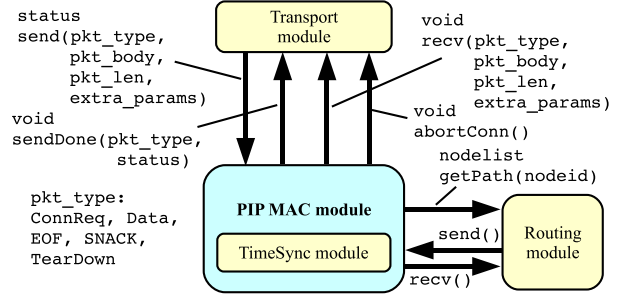 status
send(pkt_type,
pkt_body,
pkt_len,
extra_params)
Transport
module
void
recv(pkt_type,
pkt_body,
pkt_len,
extra_params)
void
sendDone(pkt_type,
status)
void
abortConn()
nodelist
getPath(nodeid)
pkt_type:
ConnReq, Data,
EOF, SNACK,
TearDown
PIP MAC module
TimeSync module
send()
recv()
Routing
module